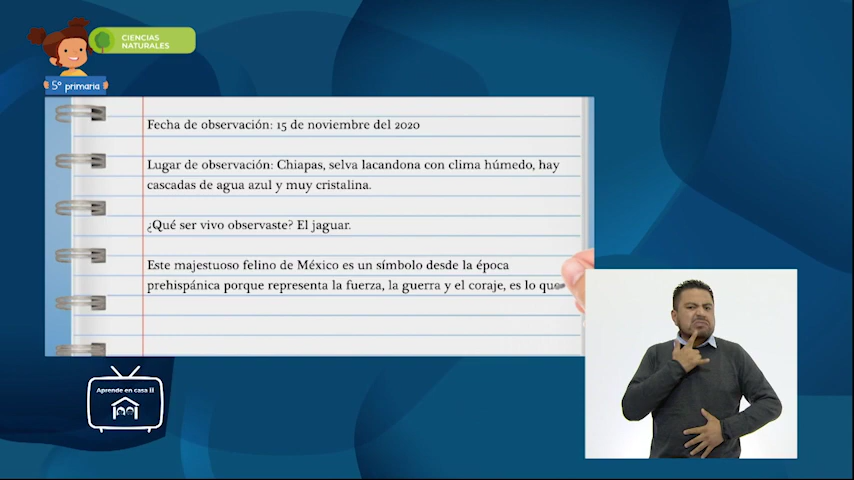 CIENCIAS
NATURALES
5° primaria
Fecha de observación: 15 de noviembre del 2020
Lugar de observación: Chiapas, selva lacandona con clima húmedo, hay
cascadas de agua azul y muy cristalina.
¿Qué ser vivo observaste? El jaguar.
Este majestuoso felino de México es un símbolo desde la época
prehispánica porque representa la fuerza, la guerra y el coraje, es lo que
Aprende en casa II